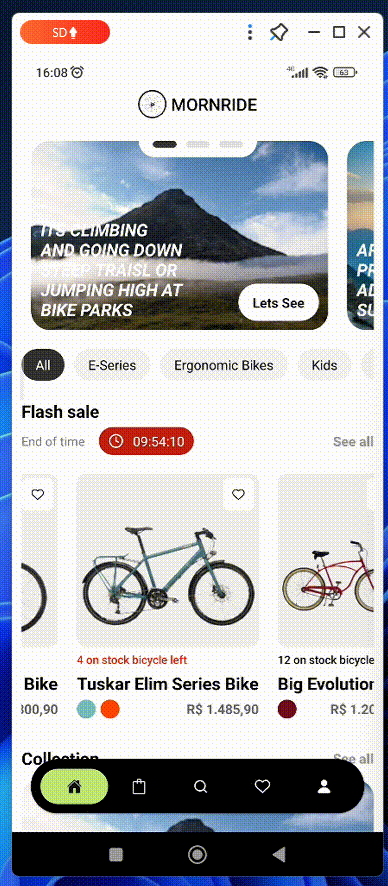 SD
16:08
4G
63
MORNRIDE
ITS CLIMBING
AND GOING DOWN
STEEP TRAISL OR
JUMPING HIGH AT
BIKE PARKS
Lets See
AR
PR
AD
SU
All
E-Series
Ergonomic Bikes
Kids
Flash sale
End of time
09:54:10
See all
4 on stock bicycle left
12 on stock bicycle
Bike
Tuskar Elim Series Bike
Big Evolution
300,90
R$ 1.485,90
R$ 1.20
Collection
See all